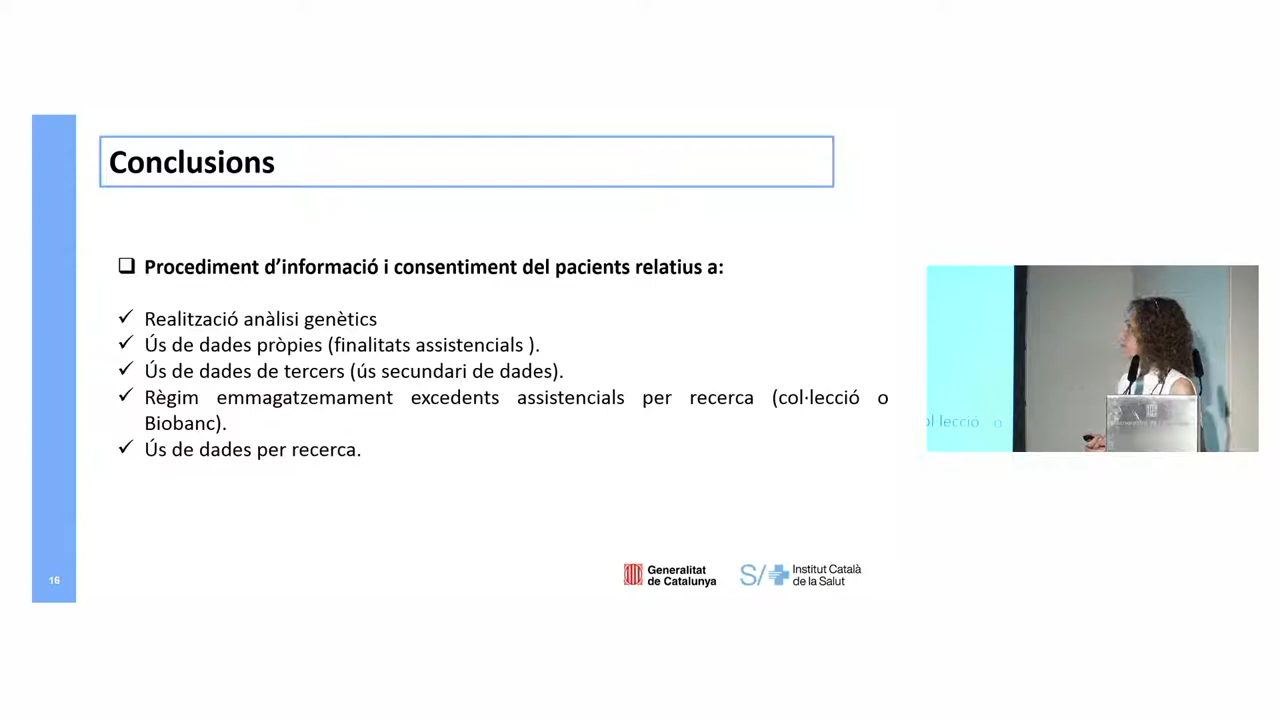 Conclusions
Procediment d’informació i consentiment del pacients relatius a:
Realització anàlisi genètics
Ús de dades pròpies (finalitats assistencials ).
Ús de dades de tercers (ús secundari de dades).
Règim emmagatzemament excedents assistencials per recerca (col·lecció o
Biobanc).
Ús de dades per recerca.
16
Generalitat
de Catalunya
S/
Institut Català
de la Salut
ol lecció o